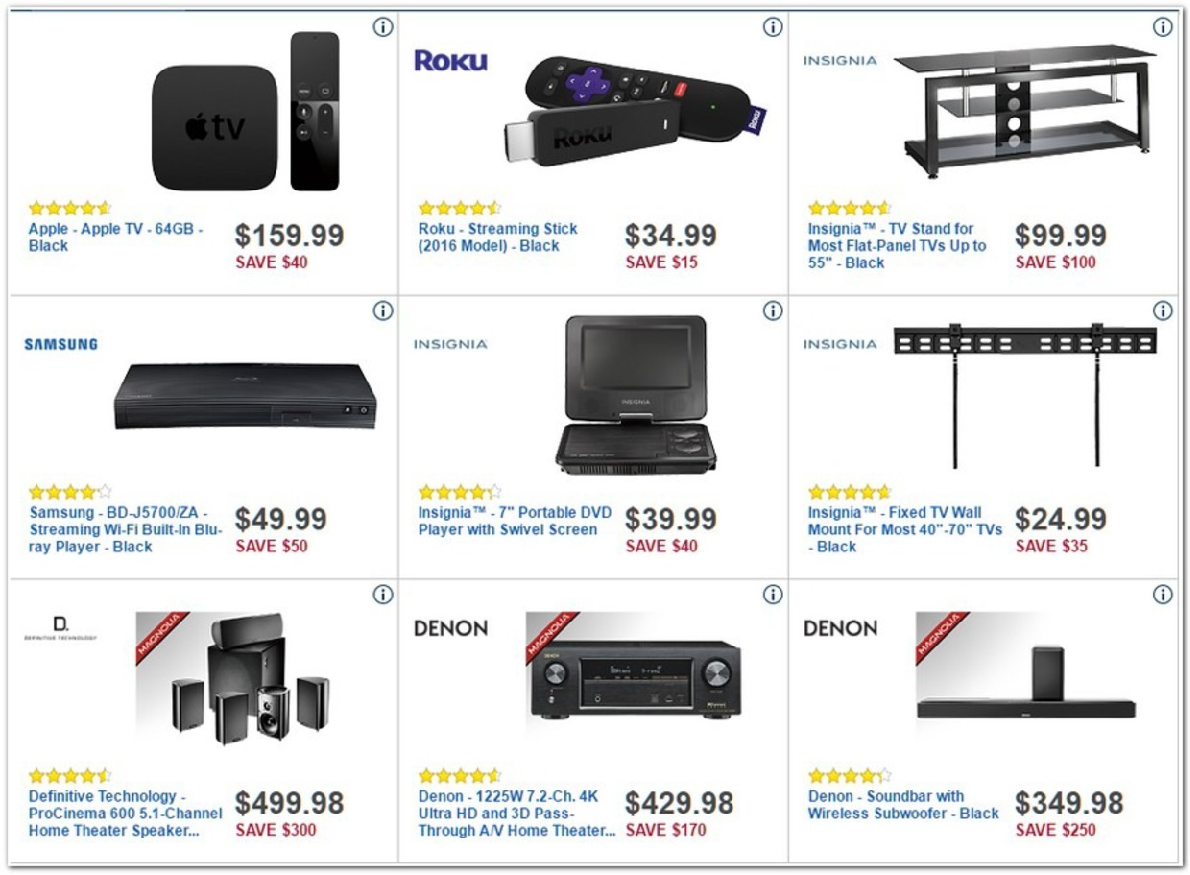 tv
MENU
Apple - Apple TV - 64GB -
Black
$159.99
SAVE $40
ROKU
Roku
Roku
Roku - Streaming Stick
(2016 Model) - Black
$34.99
SAVE $15
INSIGNIA
Insignia™ - TV Stand for
Most Flat-Panel TVs Up to
55" - Black
$99.99
SAVE $100
SAMSUNG
Samsung - BD-J5700/ZA -
Streaming Wi-Fi Built-In Blu-
ray Player - Black
$49.99
SAVE $50
INSIGNIA
INSIGNIA
Insignia™ - 7" Portable DVD
Player with Swivel Screen
$39.99
SAVE $40
INSIGNIA
Insignia™ - Fixed TV Wall
Mount For Most 40"-70" TVs
- Black
$24.99
SAVE $35
D.
DEFINITIVE TECHNOLOGY
MAGNOLIA
Definitive Technology -
ProCinema 600 5.1-Channel
Home Theater Speaker...
$499.98
SAVE $300
DENON
MAGNOLIA
DENON
Denon - 1225W 7.2-Ch. 4K
Ultra HD and 3D Pass-
Through A/V Home Theater...
$429.98
SAVE $170
DENON
MAGNOLIA
Denon - Soundbar with
Wireless Subwoofer - Black
$349.98
SAVE $250